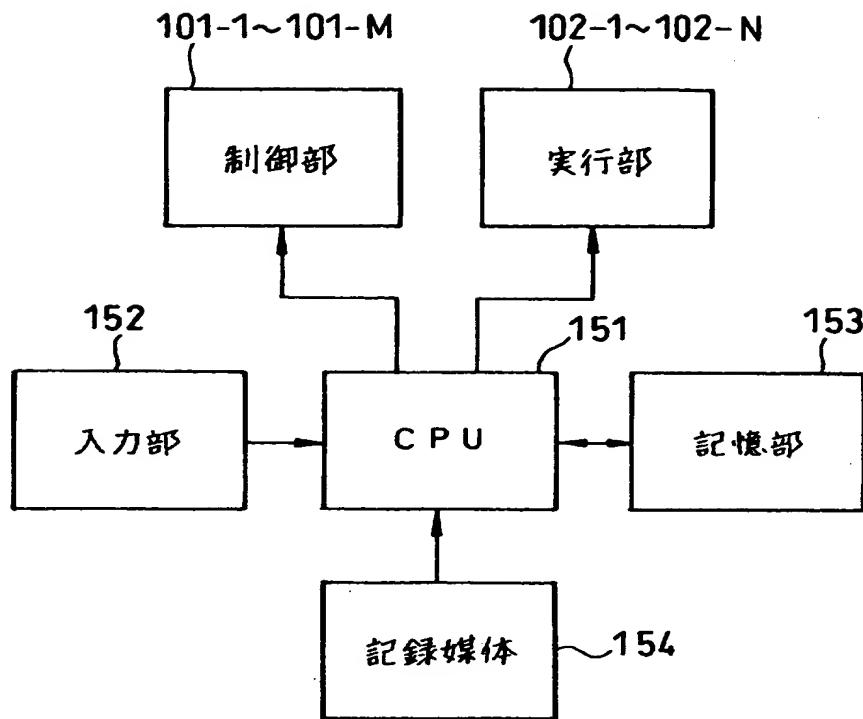 101-1～101-M
102-1～102-N
制御部
実行部
152
151
153
入力部
CPU
記憶部
記録媒体
154